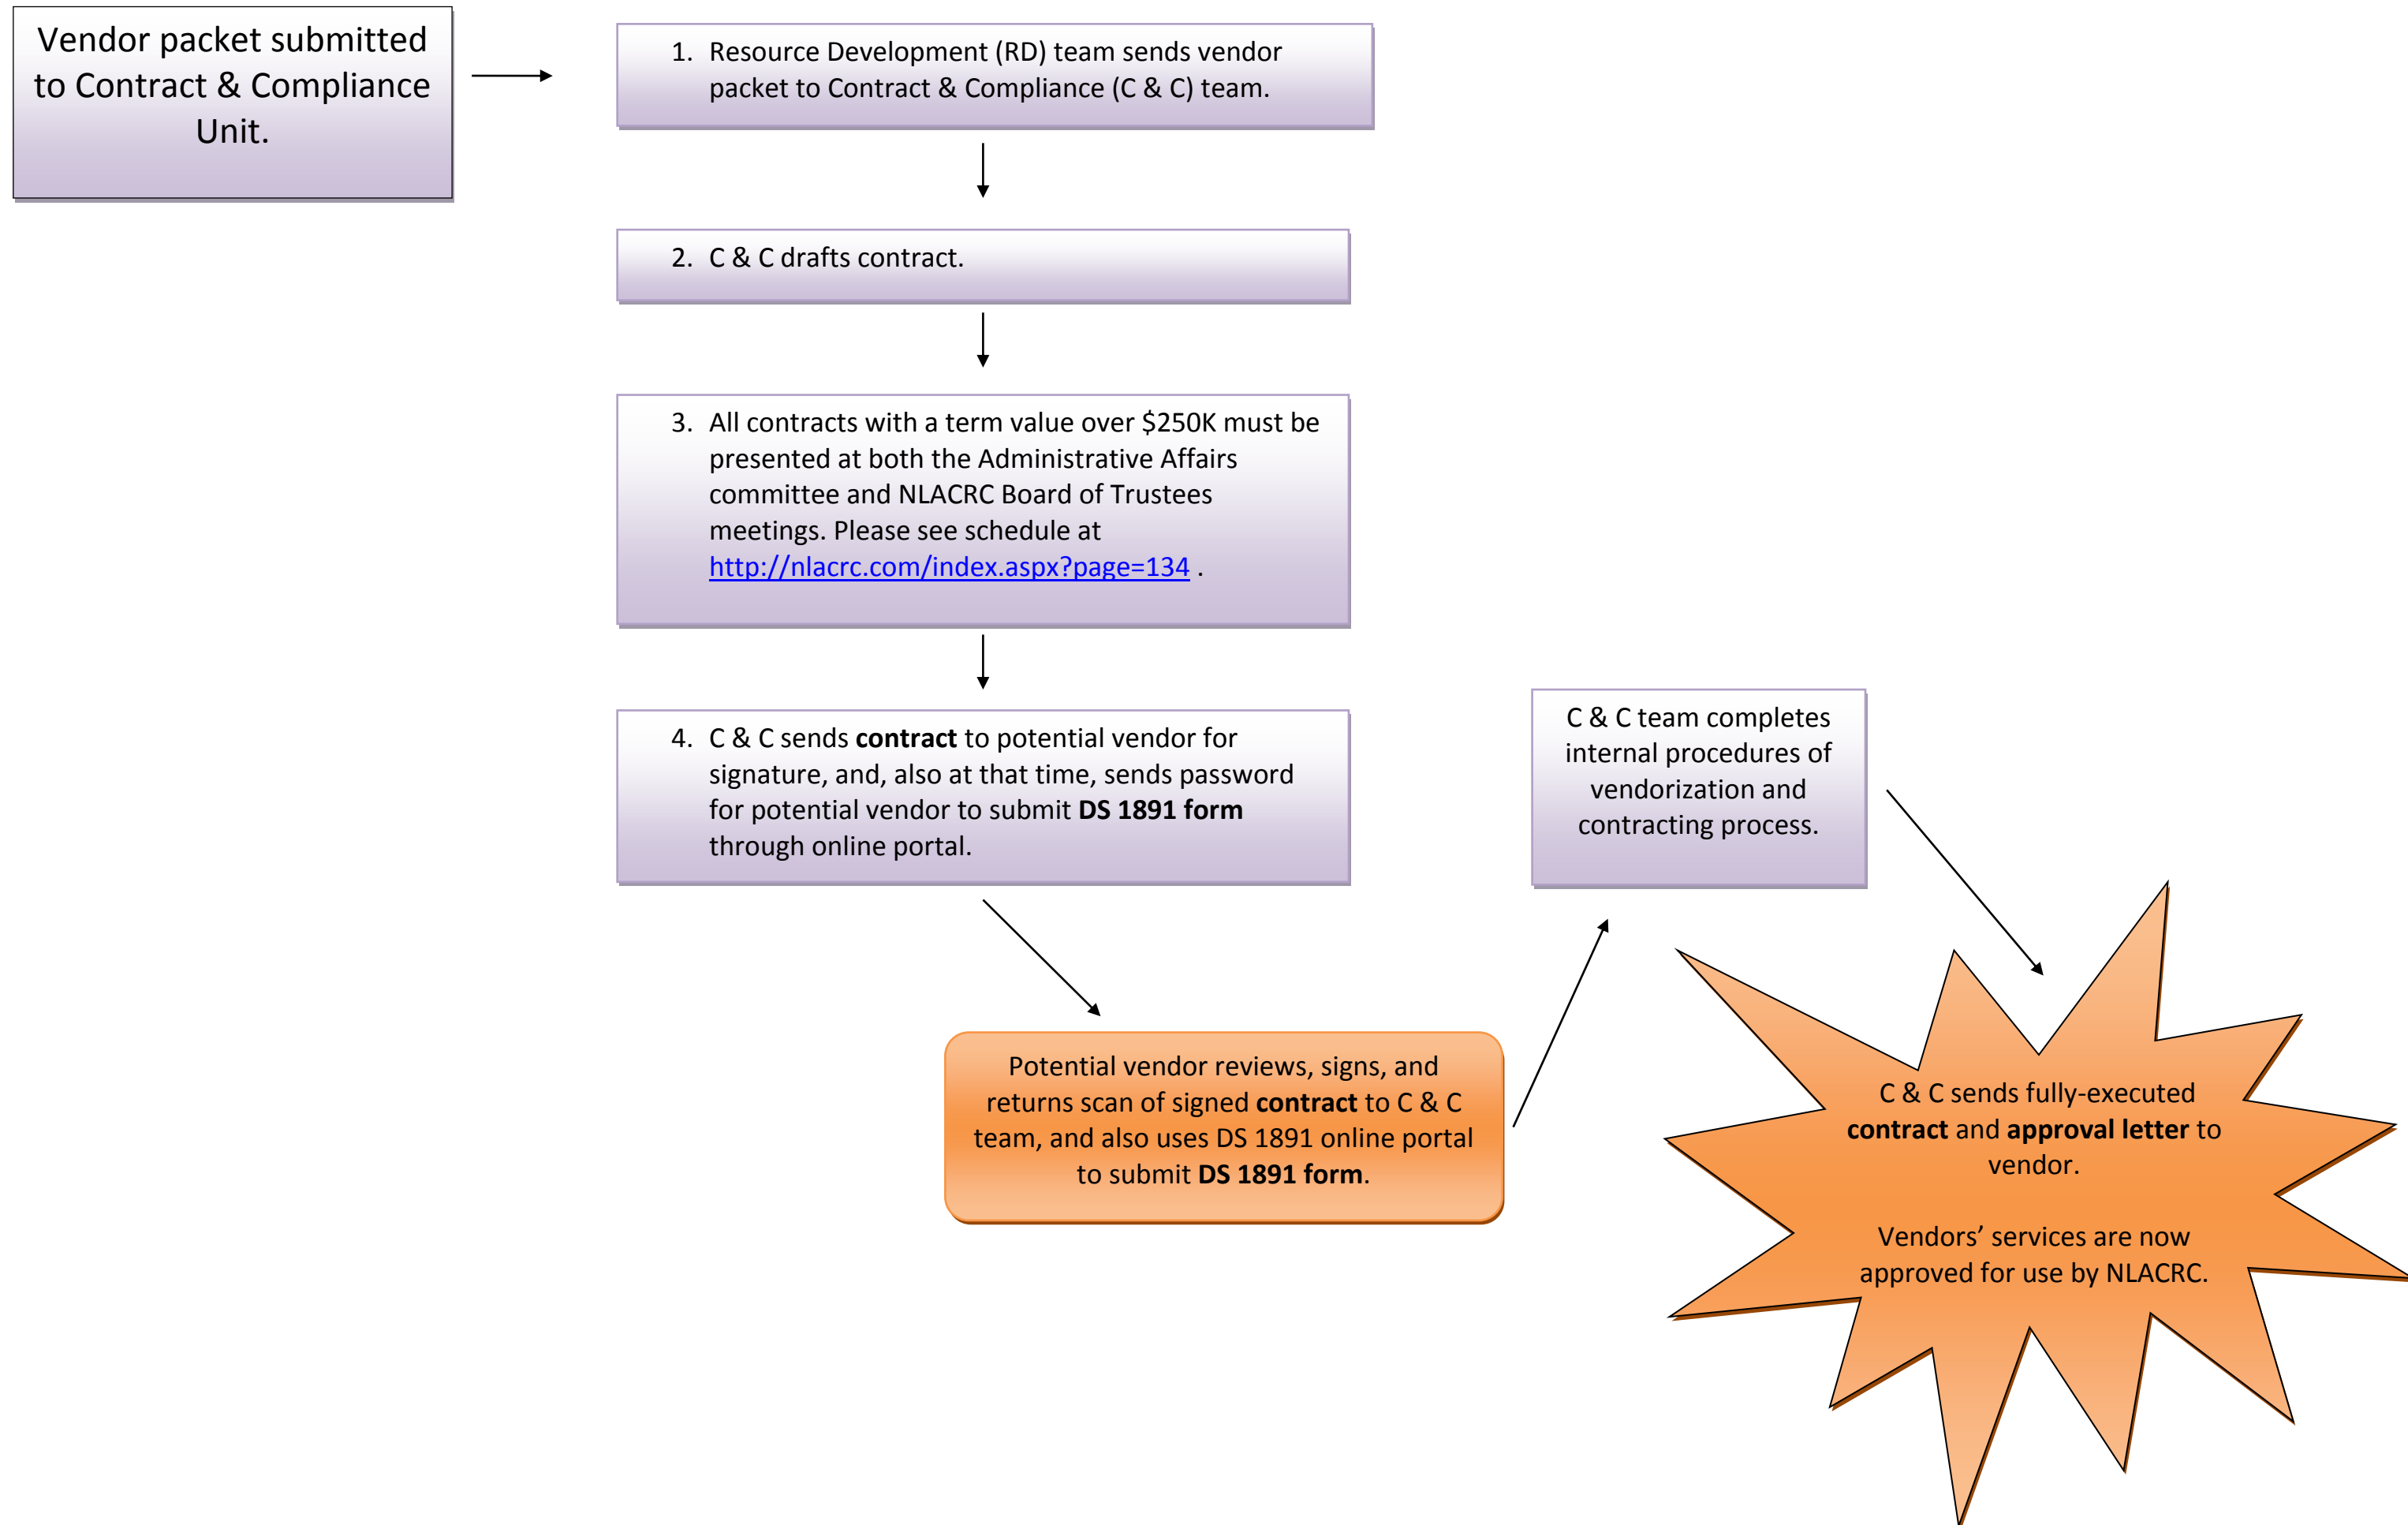 Vendor packet submitted
to Contract & Compliance
Unit.
1. Resource Development (RD) team sends vendor
packet to Contract & Compliance (C & C) team.
2. C & C drafts contract.
3. All contracts with a term value over $250K must be
presented at both the Administrative Affairs
committee and NLACRC Board of Trustees
meetings. Please see schedule at
http://nlacrc.com/index.aspx?page=134 .
4. C & C sends contract to potential vendor for
signature, and, also at that time, sends password
for potential vendor to submit DS 1891 form
through online portal.
Potential vendor reviews, signs, and
returns scan of signed contract to C & C
team, and also uses DS 1891 online portal
to submit DS 1891 form.
C & C team completes
internal procedures of
vendorization and
contracting process.
C & C sends fully-executed
contract and approval letter to
vendor.
Vendors’ services are now
approved for use by NLACRC.